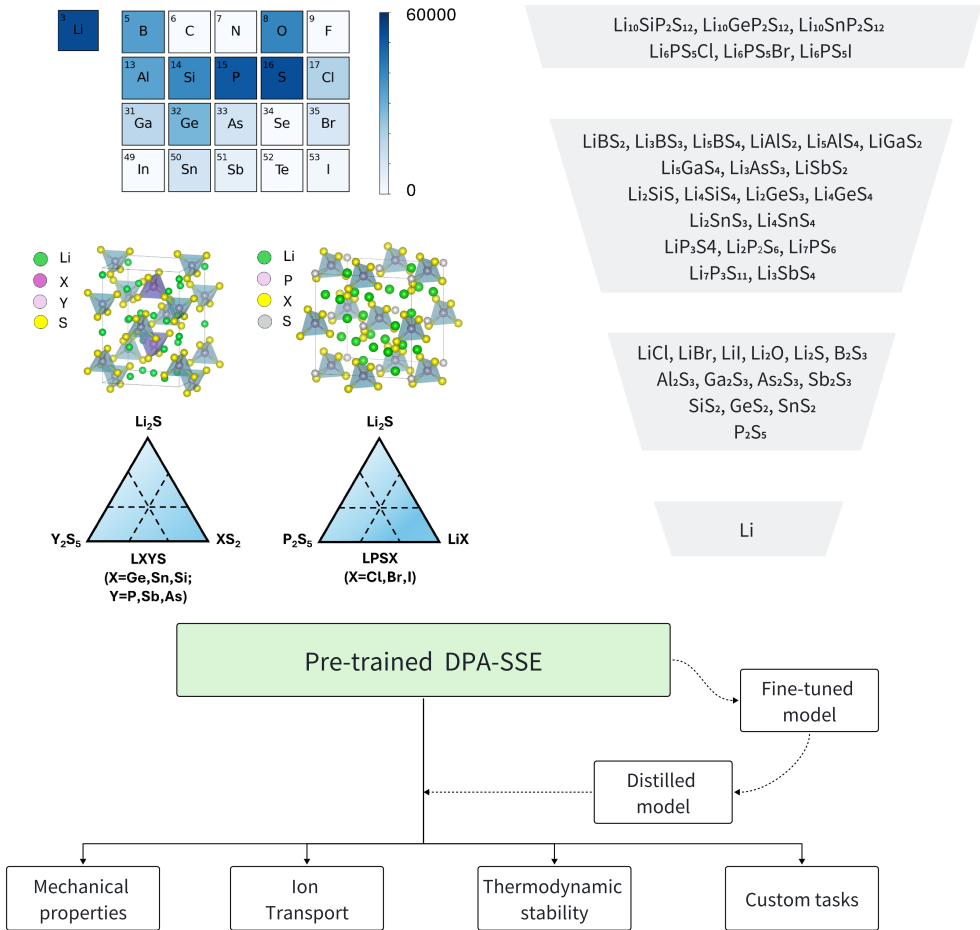 3
Li
5
B
6
C
7
N
8
O
9
F
13
Al
14
Si
15
P
16
S
17
Cl
31
Ga
32
Ge
33
As
34
Se
35
Br
49
In
50
Sn
51
Sb
52
Te
53
I
60000
0
Li₁₀SiP₂S₁₂, Li₁₀GeP₂S₁₂, Li₁₀SnP₂S₁₂
Li₆PS₅Cl, Li₆PS₅Br, Li₆PS₅I
LiBS₂, Li₃BS₃, Li₅BS₄, LiAlS₂, Li₅AlS₄, LiGaS₂
Li₅GaS₄, Li₃AsS₃, LiSbS₂
Li₂SiS, Li₄SiS₄, Li₂GeS₃, Li₄GeS₄
Li₂SnS₃, Li₄SnS₄
LiP₃S4, Li₂P₂S₆, Li₇PS₆
Li₇P₃S₁₁, Li₃SbS₄
LiCl, LiBr, LiI, Li₂O, Li₂S, B₂S₃
Al₂S₃, Ga₂S₃, As₂S₃, Sb₂S₃
SiS₂, GeS₂, SnS₂
P₂S₅
Li
Li
X
Y
S
Li
P
X
S
Li₂S
Y₂S₅
XS₂
LXYS
(X=Ge,Sn,Si;
Y=P,Sb,As)
Li₂S
P₂S₅
LiX
LPSX
(X=Cl,Br,I)
Pre-trained DPA-SSE
Fine-tuned
model
Distilled
model
Mechanical
properties
Ion
Transport
Thermodynamic
stability
Custom tasks